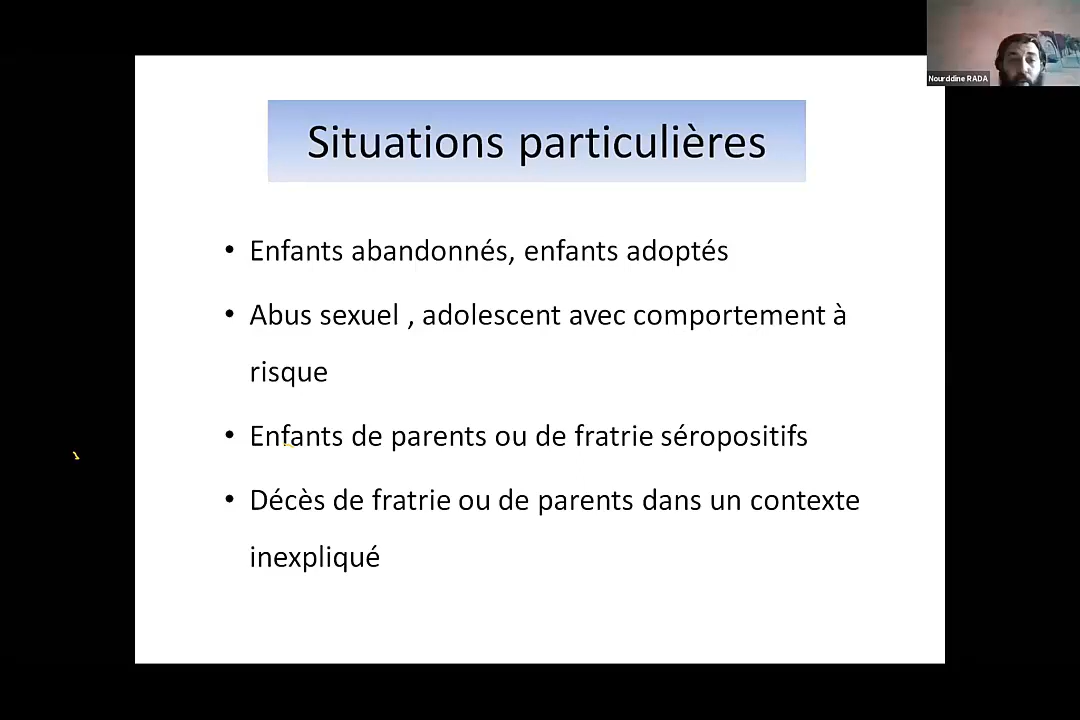 Nourddine RADA
Situations particulières
• Enfants abandonnés, enfants adoptés
• Abus sexuel , adolescent avec comportement à
risque
• Enfants de parents ou de fratrie séropositifs
• Décès de fratrie ou de parents dans un contexte
inexpliqué